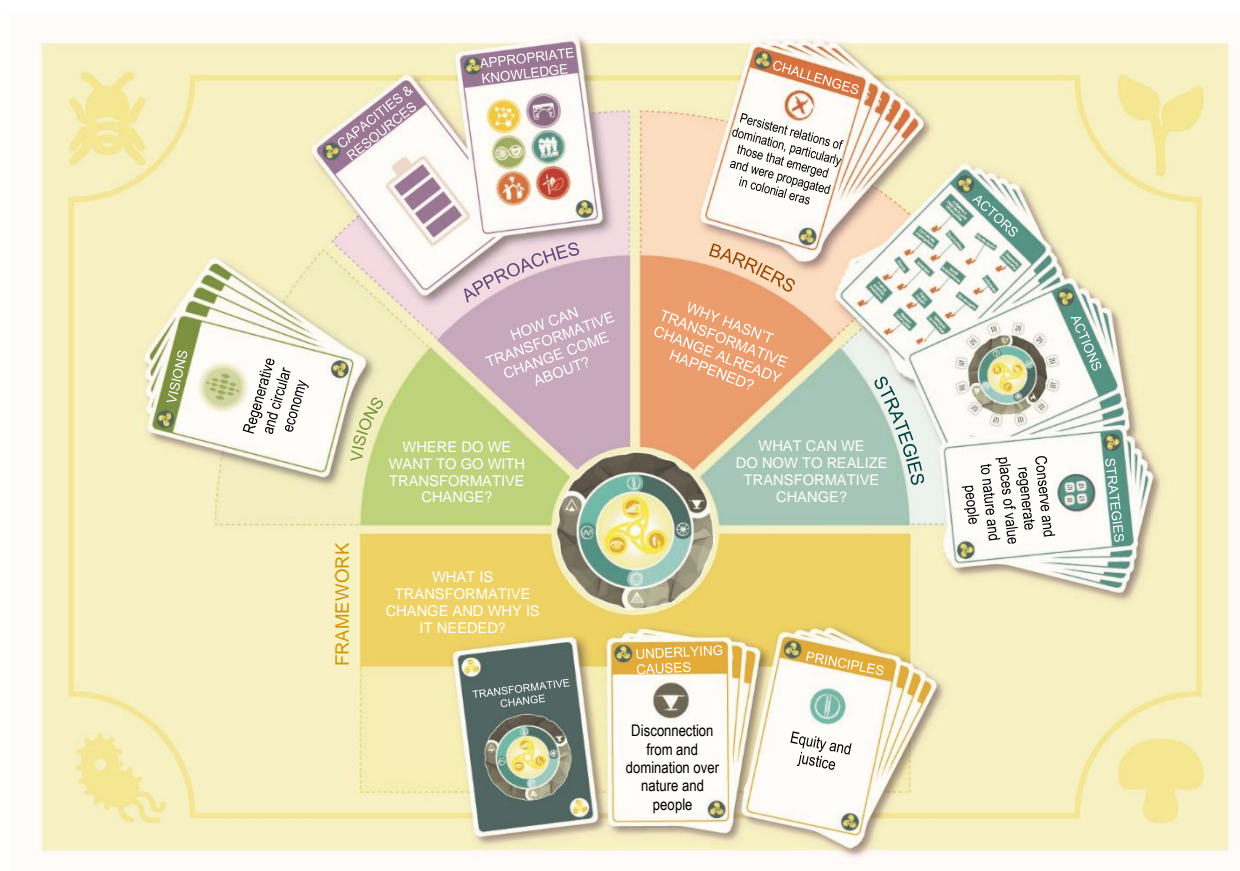 CAPACITIES &
RESOURCES
APPROPRIATE
KNOWLEDGE
CHALLENGES
Persistent relations of
domination, particularly
those that emerged
and were propagated
in colonial eras
ACTORS
ACTIONS
STRATEGIES
Conserve and
regenerate
places of value
to nature and
people
VISIONS
Regenerative
and circular
economy
VISIONS
WHERE DO WE
WANT TO GO WITH
TRANSFORMATIVE
CHANGE?
APPROACHES
HOW CAN
TRANSFORMATIVE
CHANGE COME
ABOUT?
BARRIERS
WHY HASN'T
TRANSFORMATIVE
CHANGE ALREADY
HAPPENED?
STRATEGIES
WHAT CAN WE
DO NOW TO REALIZE
TRANSFORMATIVE
CHANGE?
FRAMEWORK
WHAT IS
TRANSFORMATIVE
CHANGE AND WHY IS
IT NEEDED?
TRANSFORMATIVE
CHANGE
UNDERLYING
CAUSES
Disconnection
from and
domination over
nature and
people
PRINCIPLES
Equity and
justice